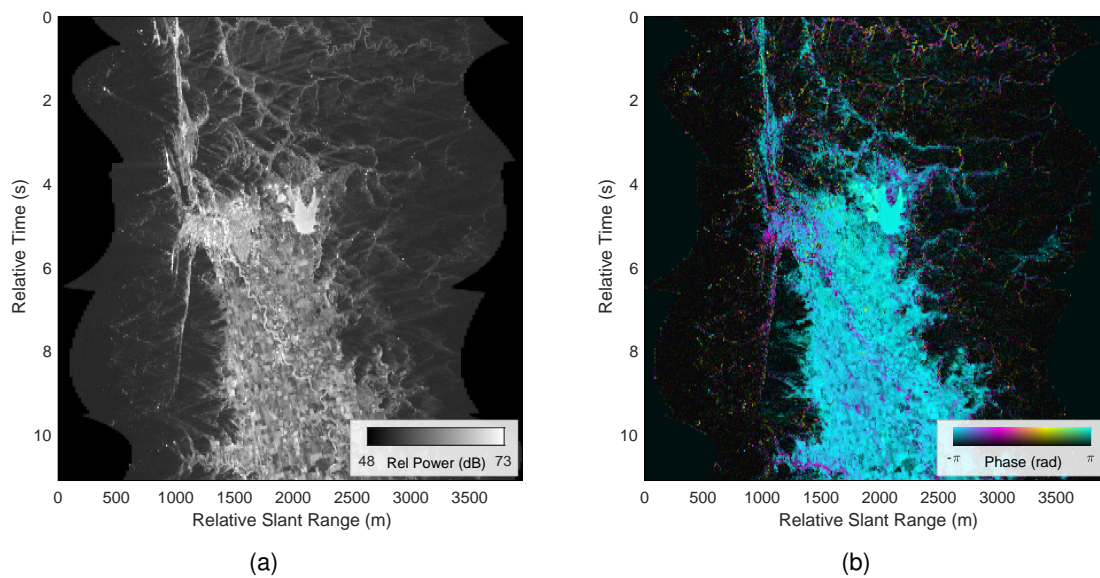 0
2
4
6
8
10
Relative Time (s)
48 Rel Power (dB) 73
0 500 1000 1500 2000 2500 3000 3500
Relative Slant Range (m)
(a)
0
2
4
6
8
10
Relative Time (s)
-π Phase (rad) π
0 500 1000 1500 2000 2500 3000 3500
Relative Slant Range (m)
(b)